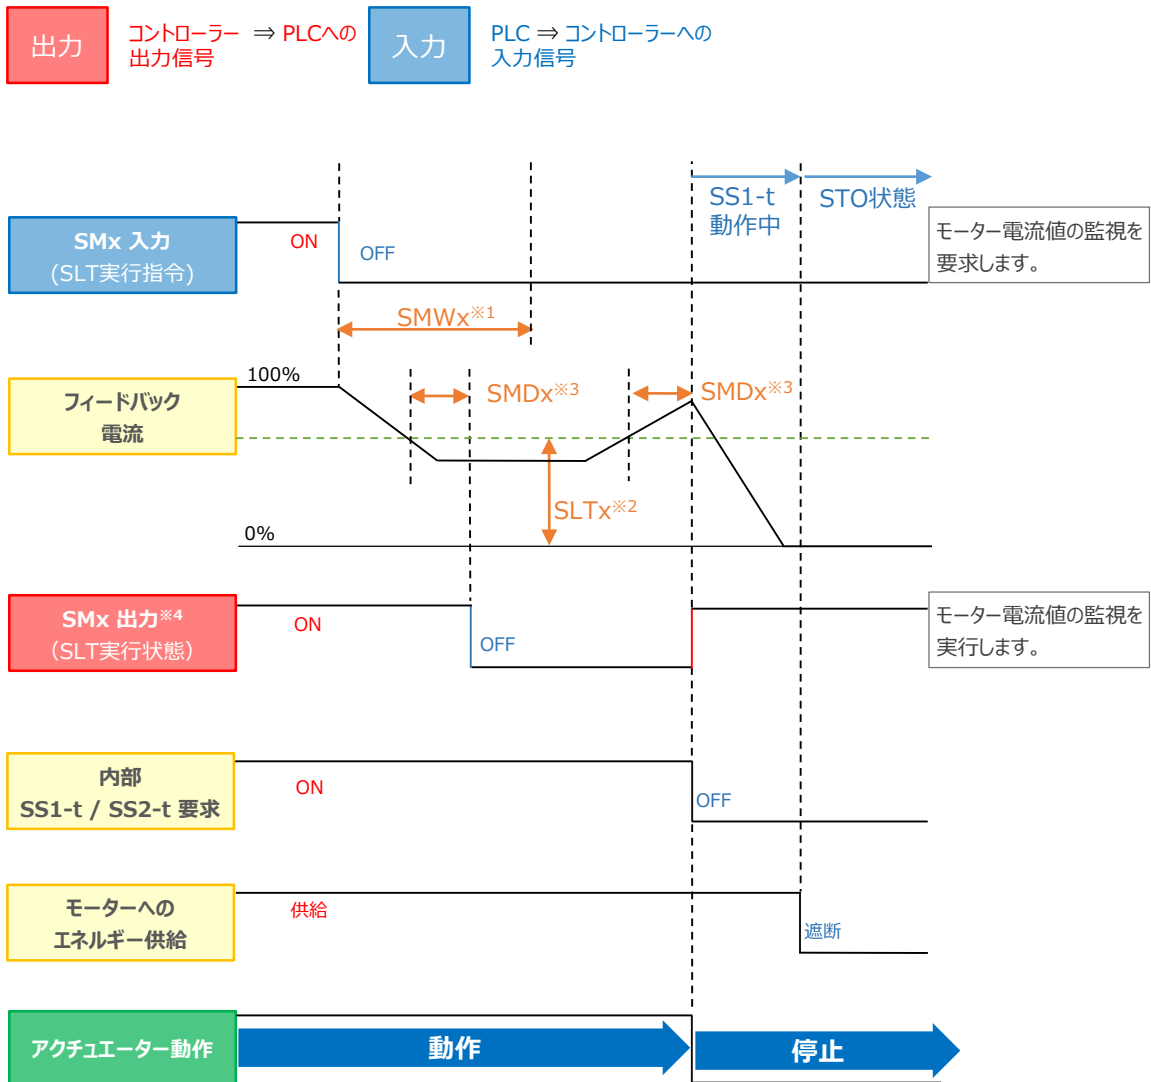 出力
コントローラー ⇒ PLCへの
出力信号
入力
PLC ⇒ コントローラーへの
入力信号
SS1-t
動作中
STO状態
SMx 入力
(SLT実行指令)
ON
OFF
モーター電流値の監視を
要求します。
SMWx※1
フィードバック
電流
100%
SMDx※3
SMDx※3
SLTx※2
0%
SMx 出力※4
(SLT実行状態)
ON
OFF
モーター電流値の監視を
実行します。
内部
SS1-t / SS2-t 要求
ON
OFF
モーターへの
エネルギー供給
供給
遮断
アクチュエーター動作
動作
停止